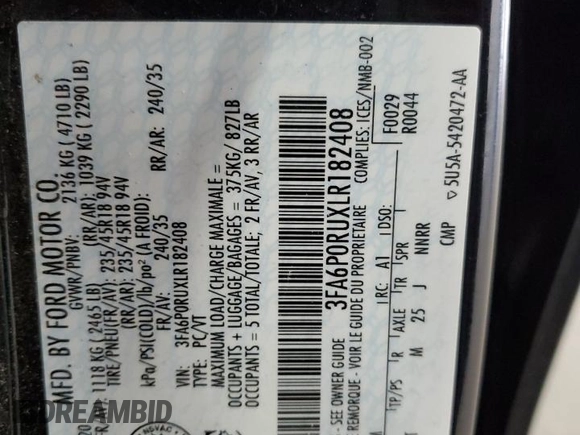 MFD. BY FORD MOTOR CO.
GVWR/PNBV: 2136 KG ( 4710 LB)
1118 KG ( 2465 LB) (RR/AR): 1039 KG ( 2290 LB)
TIRE/PNEU(FR/AV): 235/45R18 94V
(RR/AR): 235/45R18 94V
kPa/PSI(COLD)/lb/po² (A FROID):
FR/AV: 240/35 RR/AR: 240/35
VIN: 3FA6P0RUXLR182408
TYPE: PC/VT
MAXIMUM LOAD/CHARGE MAXIMALE =
OCCUPANTS + LUGGAGE/BAGAGES = 375KG/ 827LB
OCCUPANTS = 5 TOTAL/TOTALE; 2 FR/AV, 3 RR/AR
3FA6P0RUXLR182408
- SEE OWNER GUIDE
- VOIR LE GUIDE DU PROPRIETAIRE
COMPLIES: ICES/NMB-002
RC: A1 DSO: F0029
R0044
TP/PS R AXLE TR SPR
M 25 J NNRR
CMP 5U5A-5420472-AA
DREAMBID